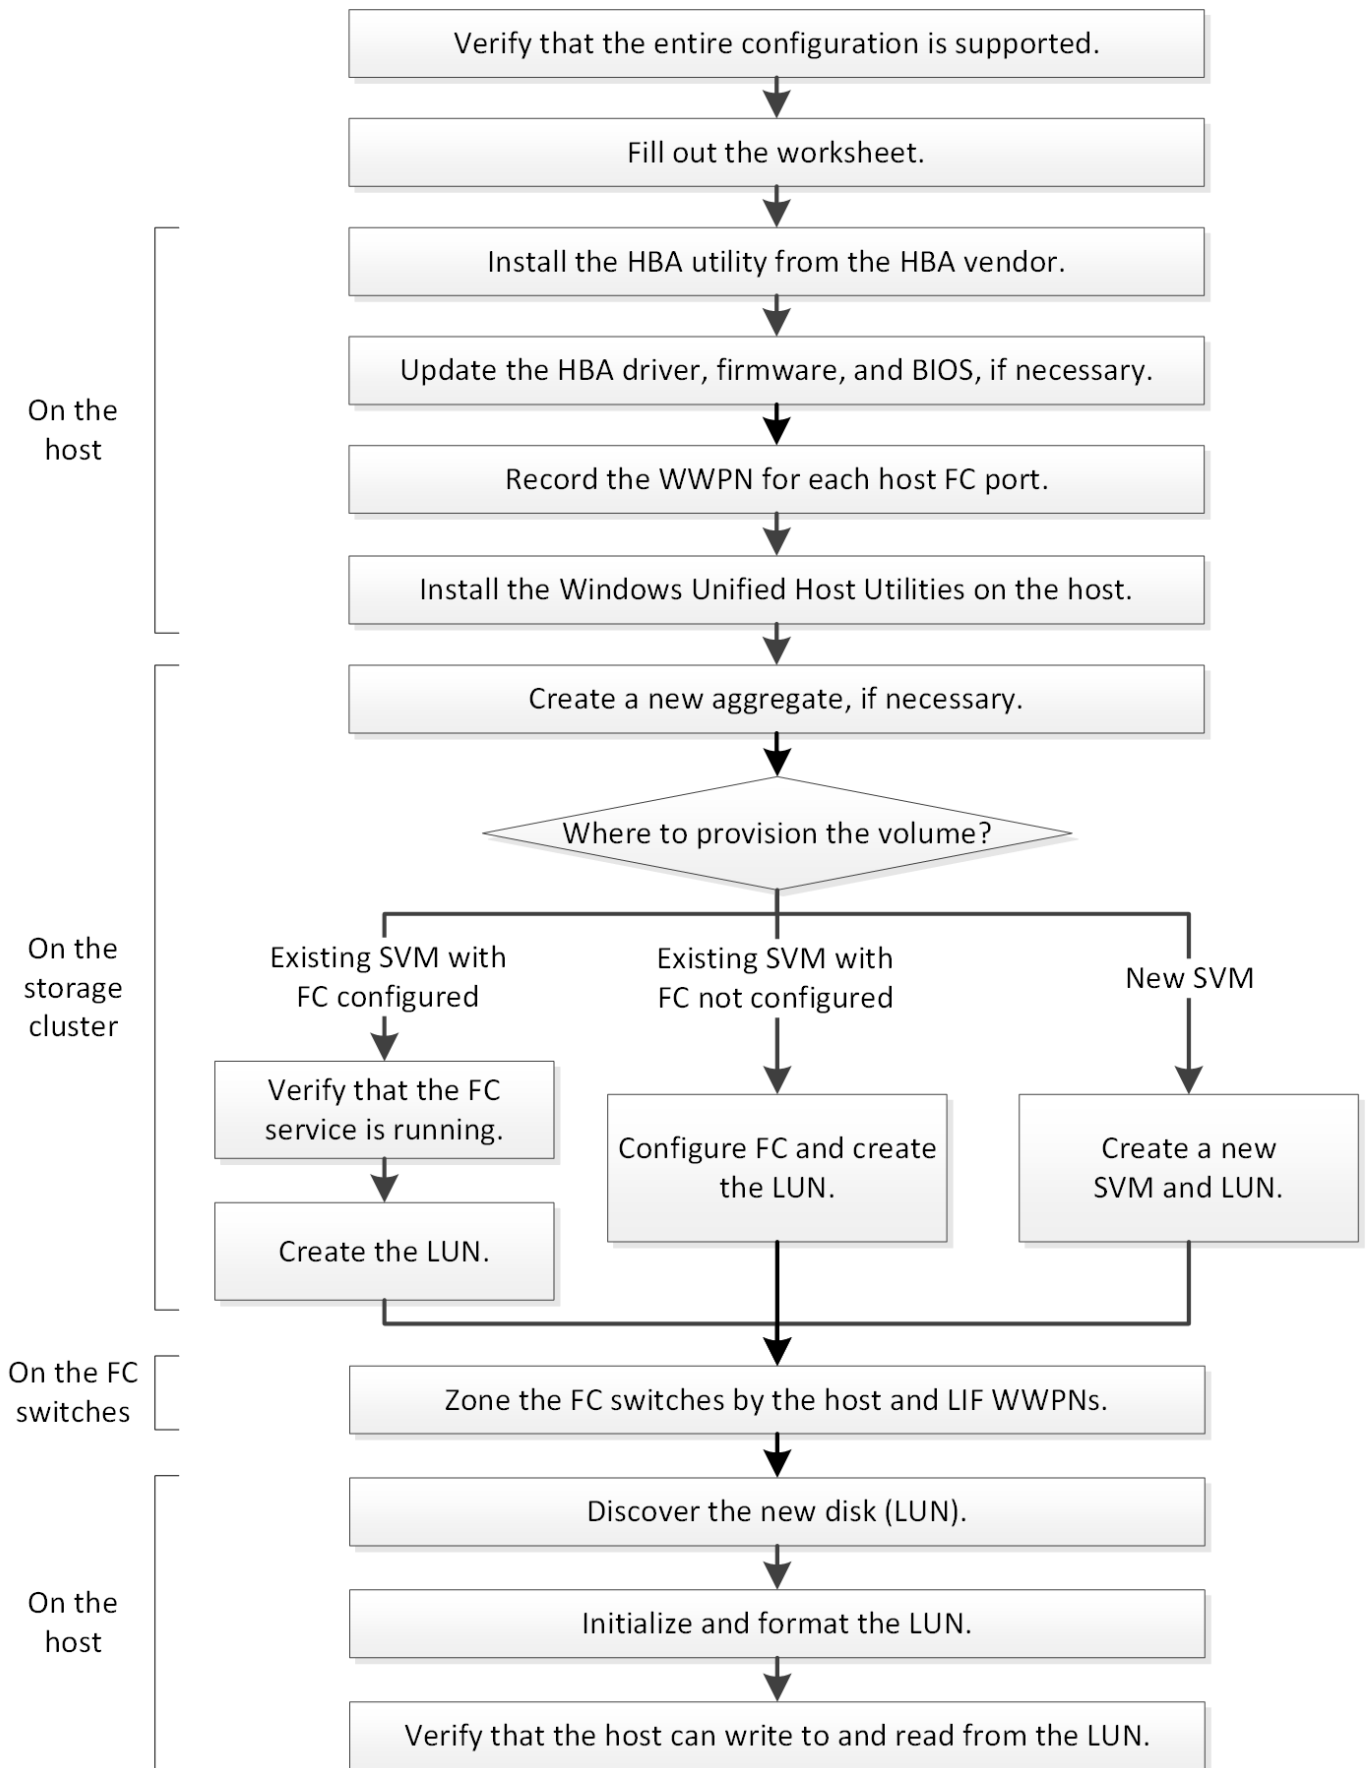 Verify that the entire configuration is supported.
Fill out the worksheet.
Install the HBA utility from the HBA vendor.
Update the HBA driver, firmware, and BIOS, if necessary.
On the
host
Record the WWPN for each host FC port.
Install the Windows Unified Host Utilities on the host.
Create a new aggregate, if necessary.
Where to provision the volume?
On the
storage
cluster
Existing SVM with
FC configured
Existing SVM with
FC not configured
New SVM
Verify that the FC
service is running.
Create the LUN.
Configure FC and create
the LUN.
Create a new
SVM and LUN.
On the FC
switches
Zone the FC switches by the host and LIF WWPNs.
Discover the new disk (LUN).
On the
host
Initialize and format the LUN.
Verify that the host can write to and read from the LUN.